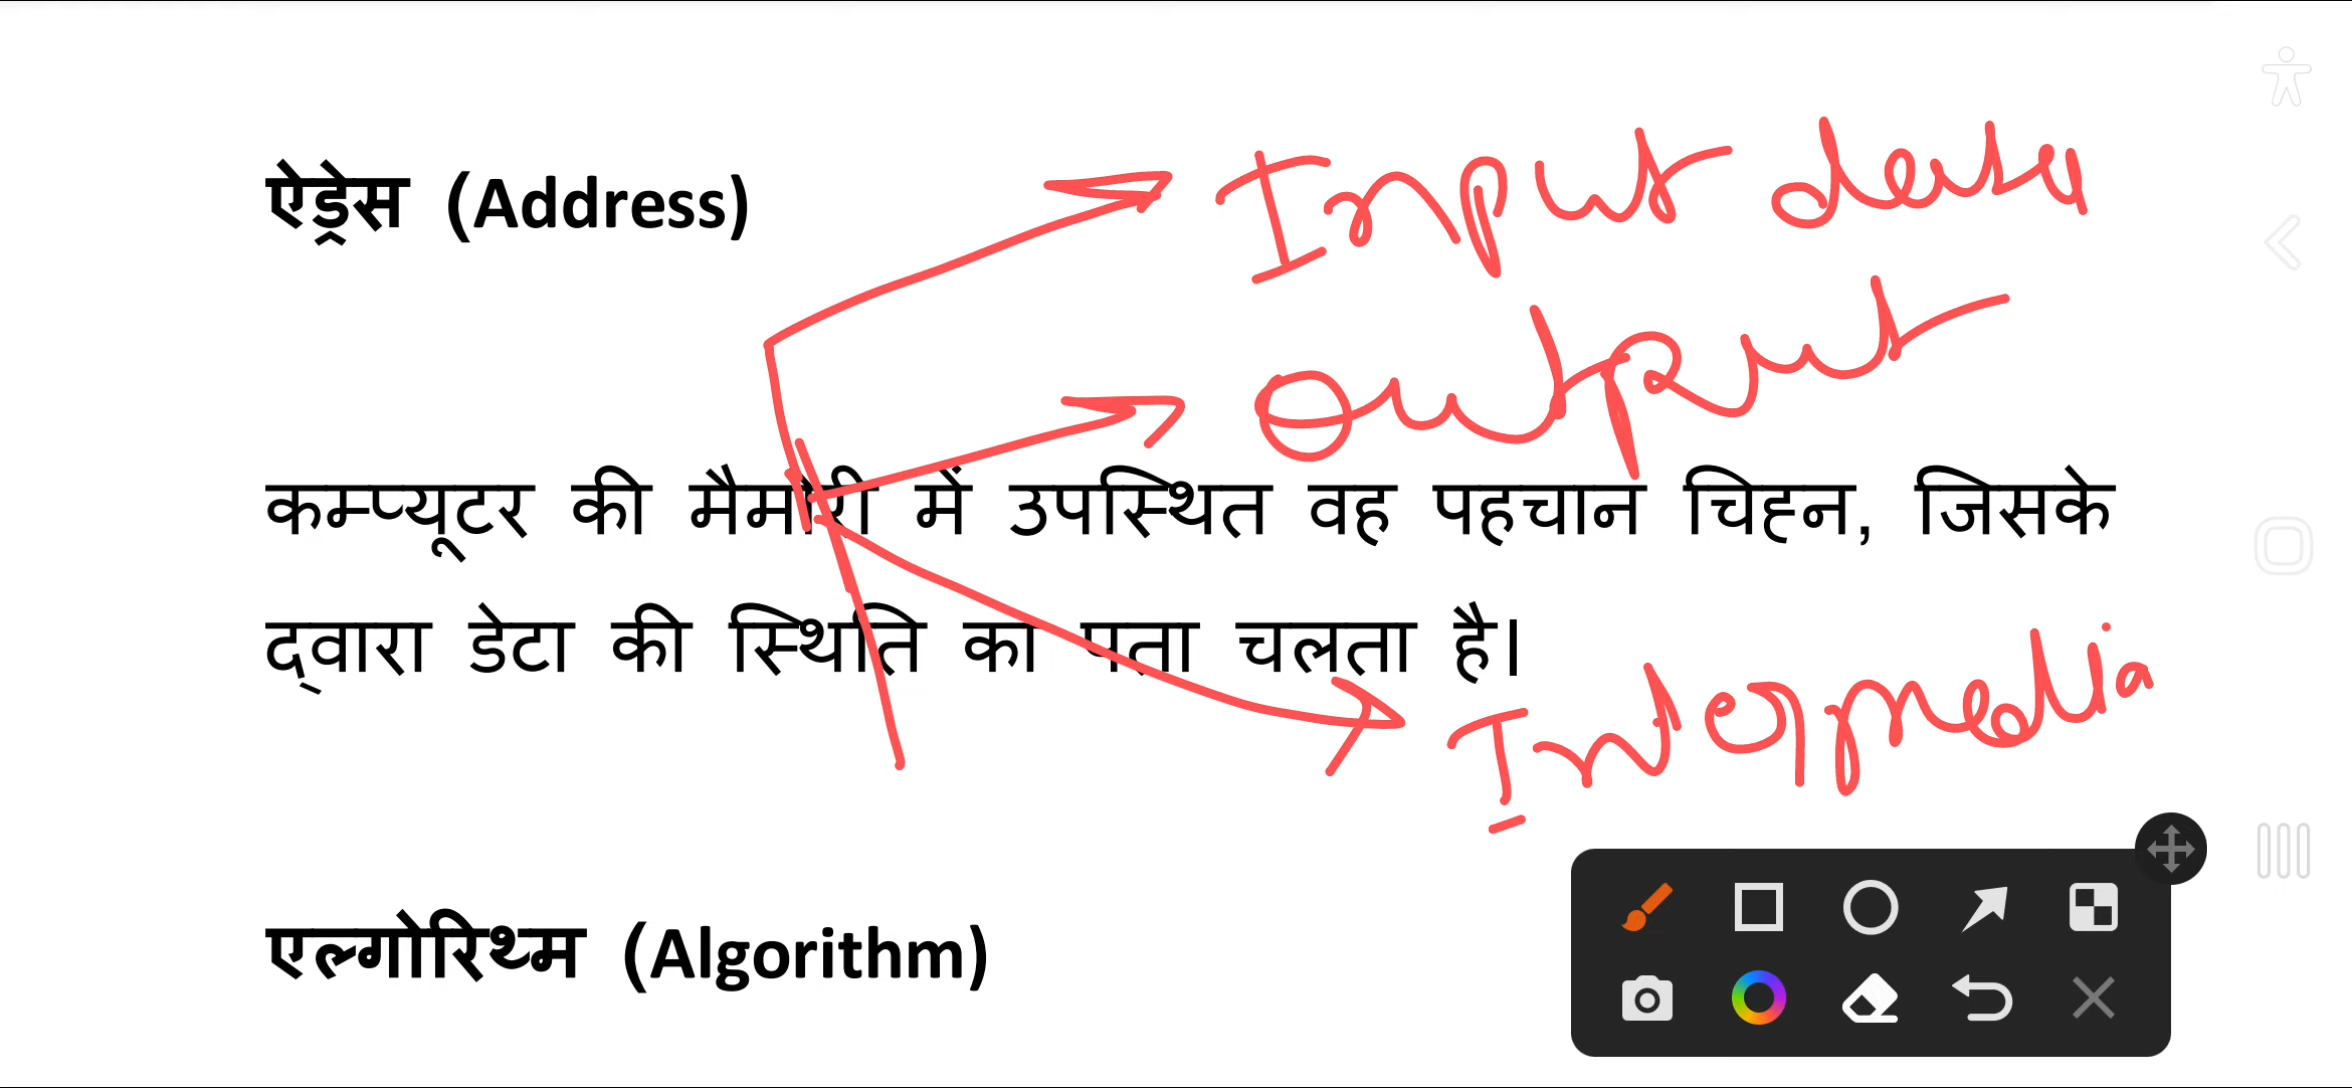 ऐड्रेस (Address)
Input data
output
कम्प्यूटर की मैमोरी में उपस्थित वह पहचान चिह्न, जिसके
द्वारा डेटा की स्थिति का पता चलता है।
Intermedia
एल्गोरिथ्म (Algorithm)